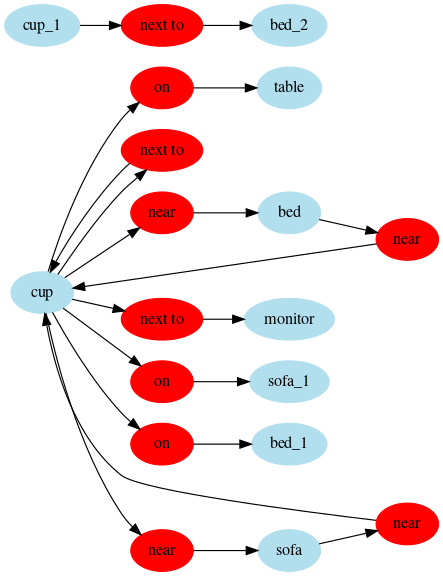 cup_1
next to
bed_2
on
table
next to
near
bed
near
cup
next to
monitor
on
sofa_1
on
bed_1
near
near
sofa